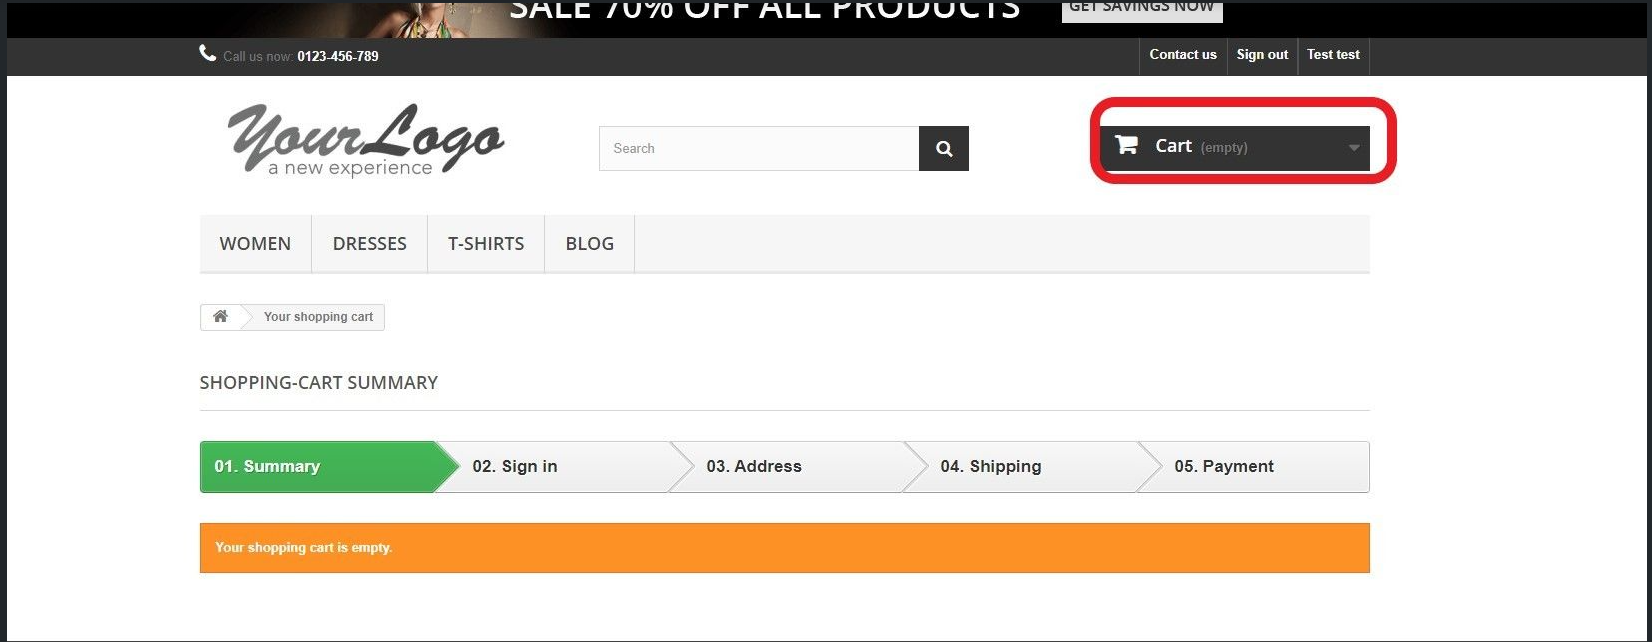 SALE 70% OFF ALL PRODUCTS GET SAVINGS NOW
Call us now: 0123-456-789 Contact us Sign out Test test
YourLogo
a new experience
Search
Cart (empty)
WOMEN DRESSES T-SHIRTS BLOG
Your shopping cart
SHOPPING-CART SUMMARY
01. Summary 02. Sign in 03. Address 04. Shipping 05. Payment
Your shopping cart is empty.